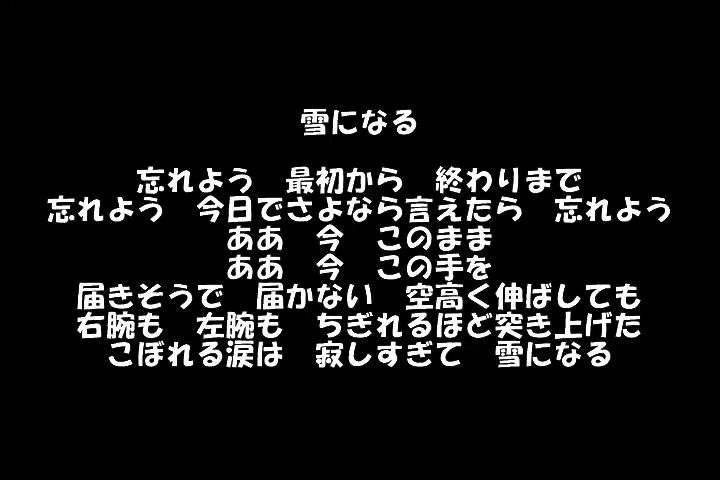 雪になる
忘れよう　最初から　終わりまで
忘れよう　今日でさよなら言えたら　忘れよう
ああ　今　このまま
ああ　今　この手を
届きそうで　届かない　空高く伸ばしても
右腕も　左腕も　ちぎれるほど突き上げた
こぼれる涙は　寂しすぎて　雪になる